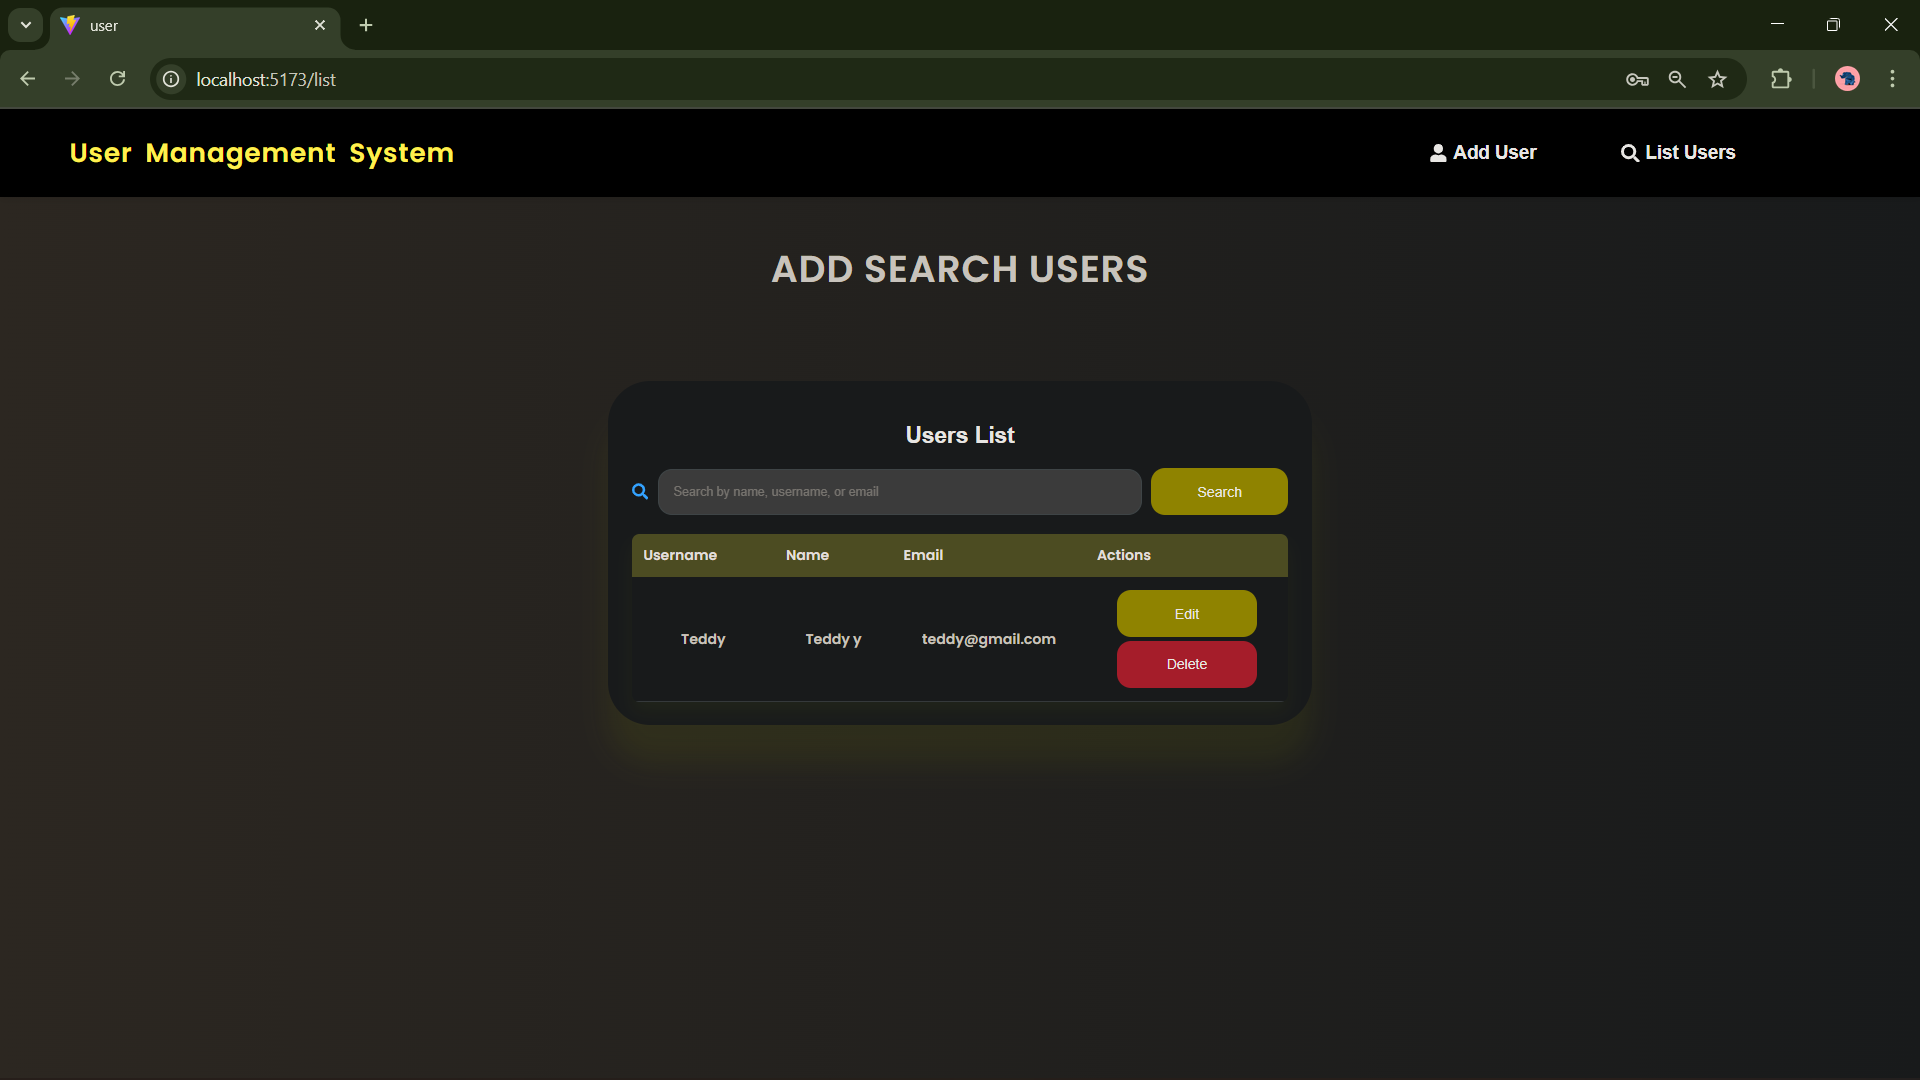 user
localhost:5173/list
User Management System
Add User
List Users
ADD SEARCH USERS
Users List
Search by name, username, or email
Search
Username Name Email Actions
Teddy Teddy y teddy@gmail.com
Edit
Delete